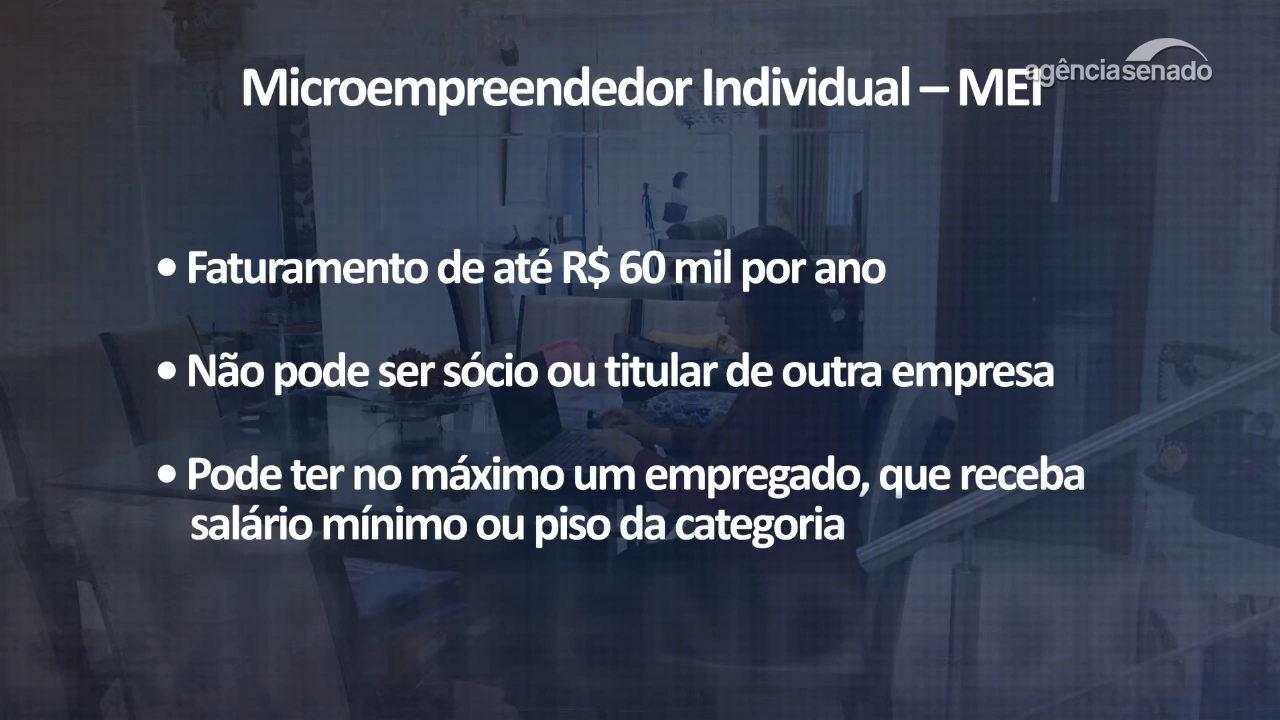 agênciasenado
Microempreendedor Individual – MEI
• Faturamento de até R$ 60 mil por ano
• Não pode ser sócio ou titular de outra empresa
• Pode ter no máximo um empregado, que receba
salário mínimo ou piso da categoria